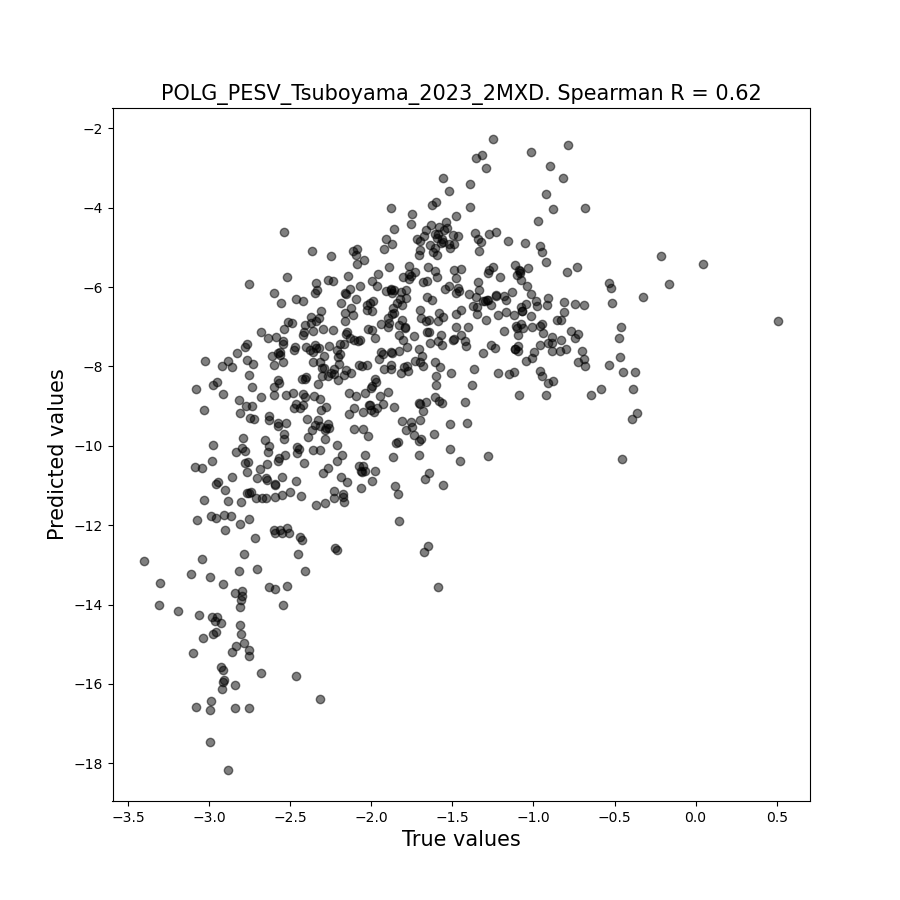 POLG_PESV_Tsuboyama_2023_2MXD. Spearman R = 0.62
Predicted values
−2
−4
−6
−8
−10
−12
−14
−16
−18
−3.5 −3.0 −2.5 −2.0 −1.5 −1.0 −0.5 0.0 0.5
True values